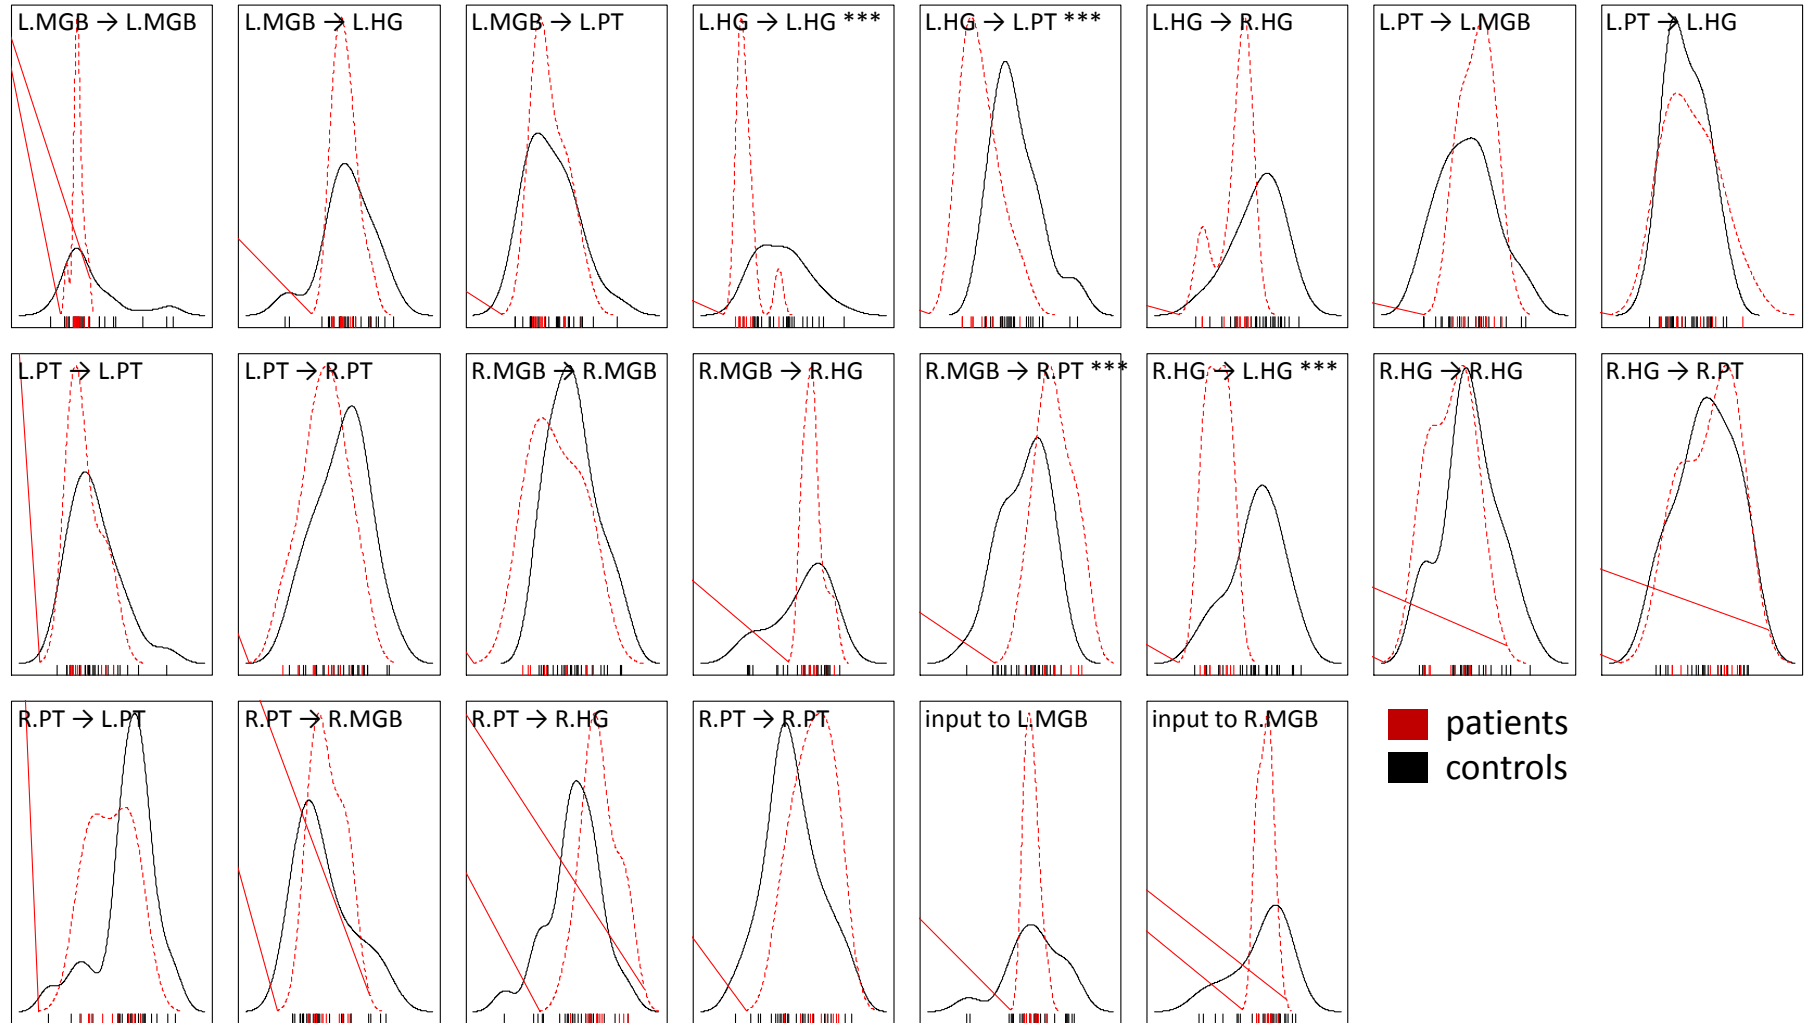 L.MGB → L.MGB
L.MGB → L.HG
L.MGB → L.PT
L.HG → L.HG ***
L.HG → L.PT ***
L.HG → R.HG
L.PT → L.MGB
L.PT → L.HG
L.PT → L.PT
L.PT → R.PT
R.MGB → R.MGB
R.MGB → R.HG
R.MGB → R.PT ***
R.HG → L.HG ***
R.HG → R.HG
R.HG → R.PT
R.PT → L.PT
R.PT → R.MGB
R.PT → R.HG
R.PT → R.PT
input to L.MGB
input to R.MGB
patients
controls